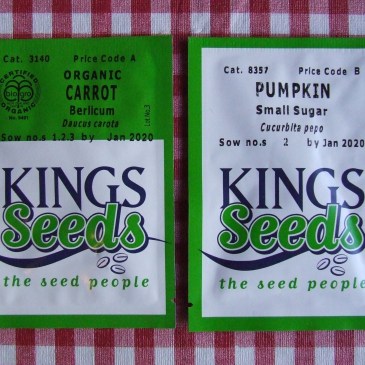 Cat. 3140 Price Code A
CERTIFIED
ORGANIC
ORGANIC
CARROT
Berlicum
Daucus carota
Sow no.s 1.2.3 by Jan 2020
KINGS
Seeds
the seed people
Cat. 8357 Price Code B
PUMPKIN
Small Sugar
Cucurbita pepo
Sow no.s 2 by Jan 2020
KINGS
Seeds
the seed people